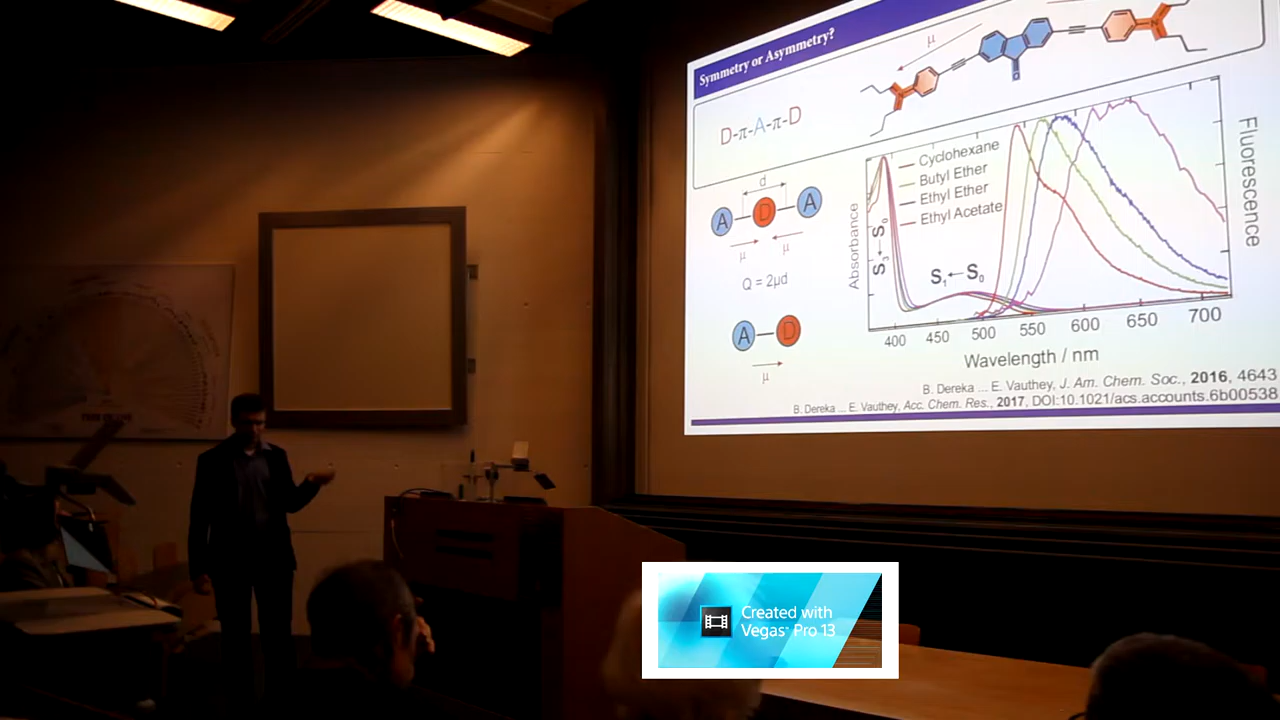 Symmetry or Asymmetry?
μ
D-π-A-π-D
d
A
D
A
μ
μ
Q = 2μd
A
D
μ
Cyclohexane
Butyl Ether
Ethyl Ether
Ethyl Acetate
Absorbance
S₃←S₀
S₁←S₀
Fluorescence
400 450 500 550 600 650 700
Wavelength / nm
B. Dereka ... E. Vauthey, J. Am. Chem. Soc., 2016, 4643
B. Dereka ... E. Vauthey, Acc. Chem. Res., 2017, DOI:10.1021/acs.accounts.6b00538
Created with
Vegas™ Pro 13